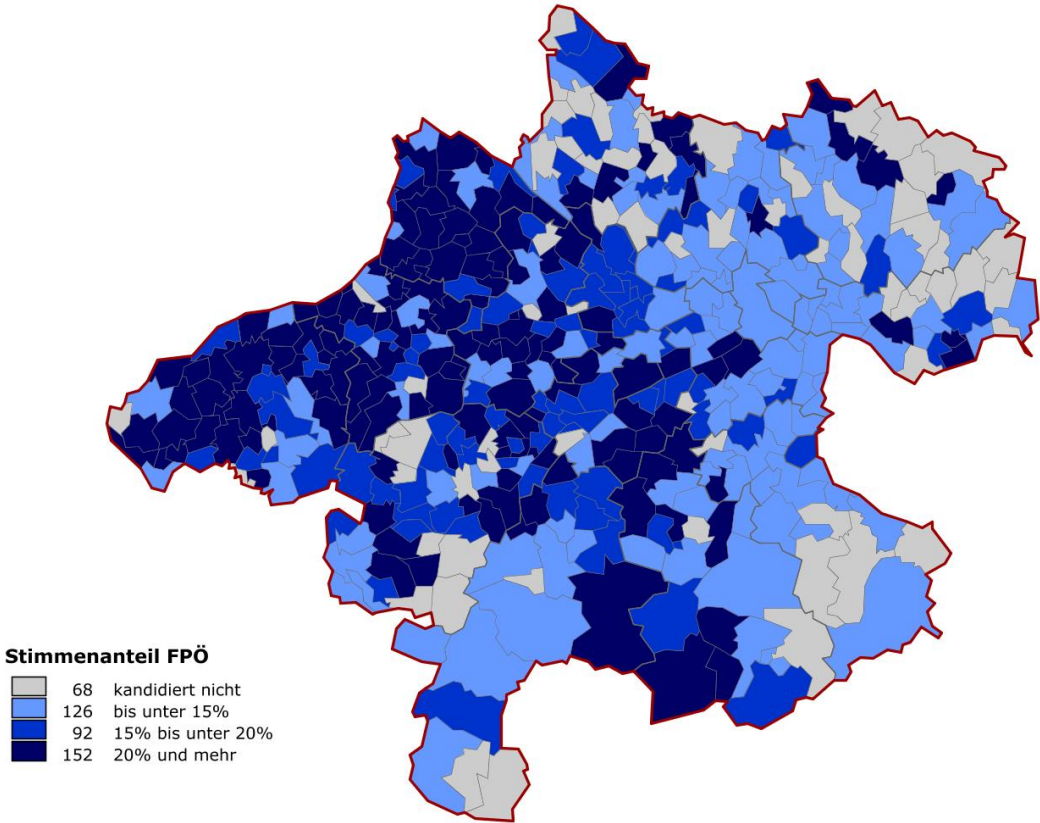 Stimmenanteil FPÖ
68 kandidiert nicht
126 bis unter 15%
92 15% bis unter 20%
152 20% und mehr